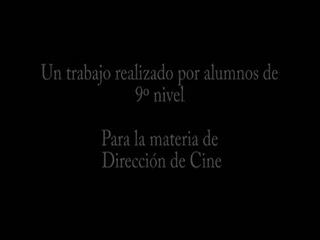 Un trabajo realizado por alumnos de
9º nivel
Para la materia de
Dirección de Cine